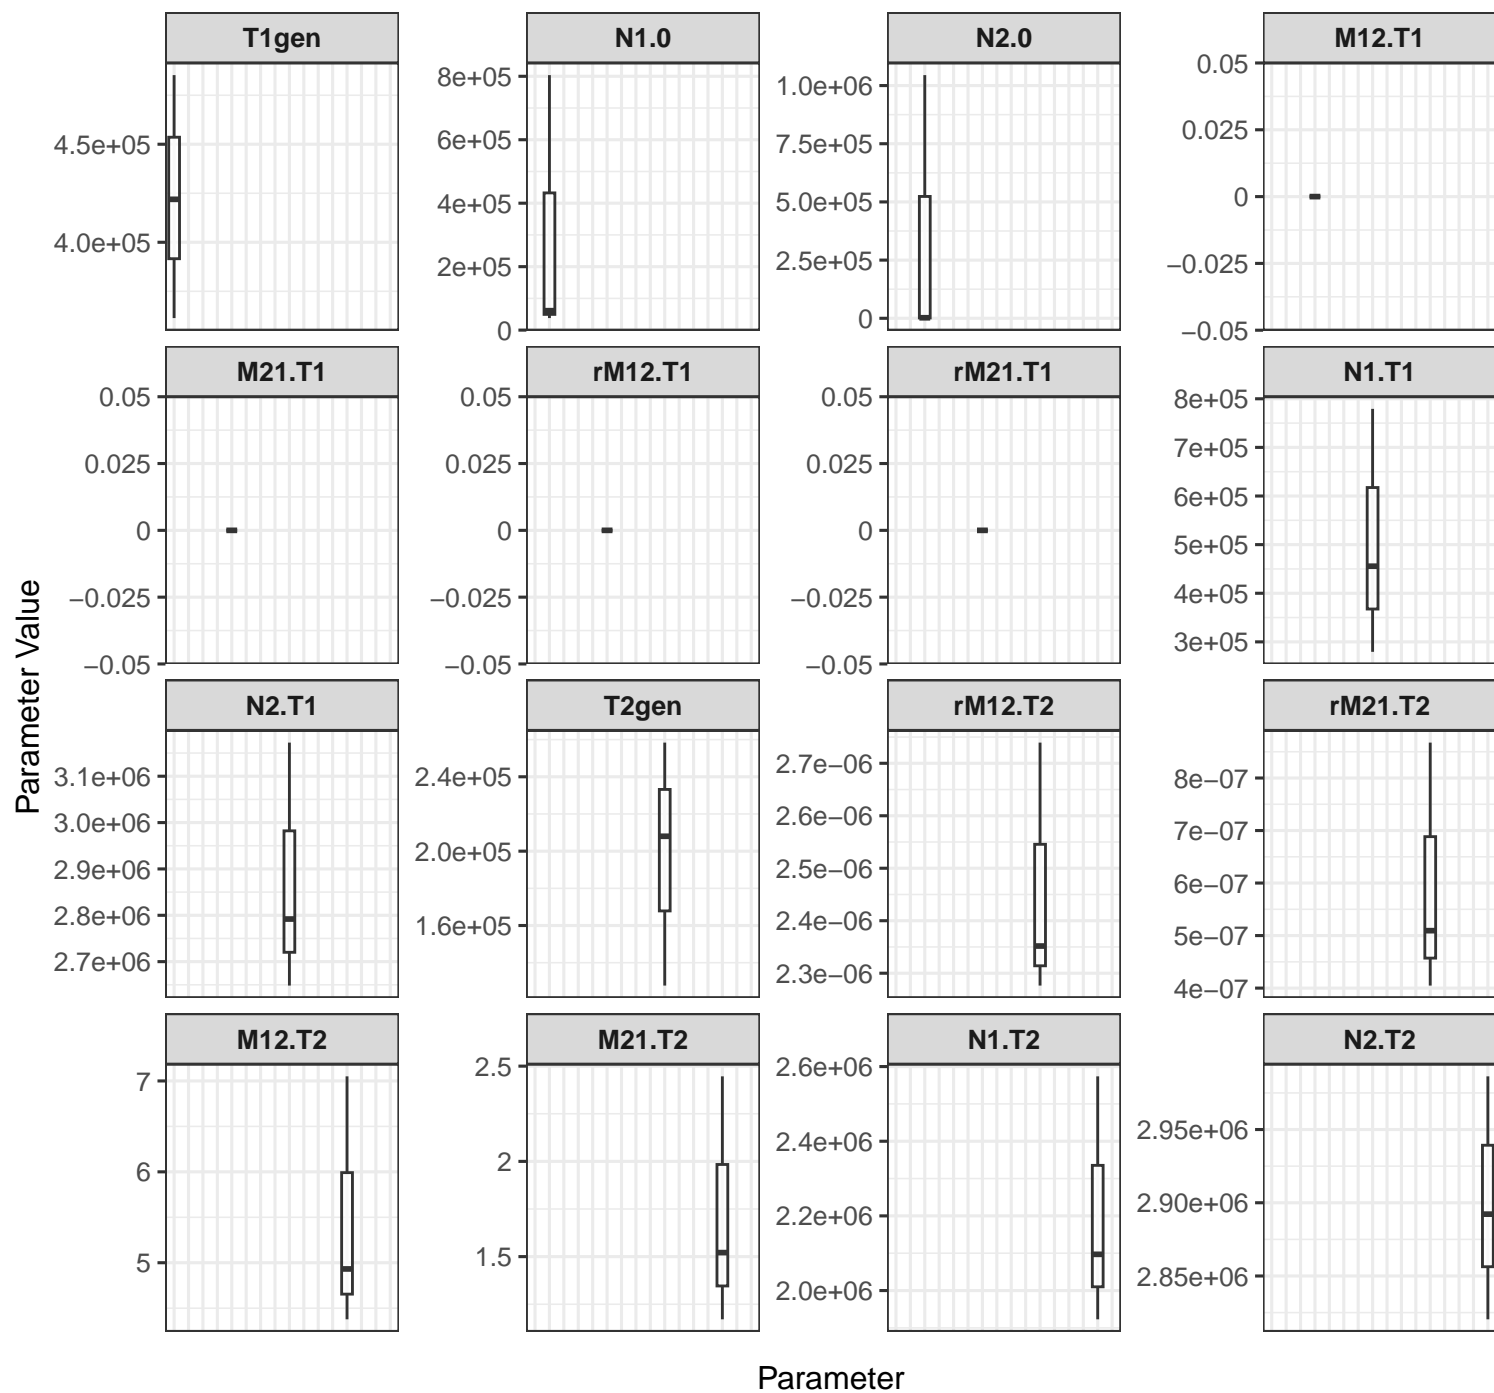 T1gen N1.0 N2.0 M12.T1
4.5e+05
4.0e+05
8e+05
6e+05
4e+05
2e+05
0
1.0e+06
7.5e+05
5.0e+05
2.5e+05
0
0.05
0.025
0
−0.025
−0.05
M21.T1 rM12.T1 rM21.T1 N1.T1
0.05
0.025
0
−0.025
−0.05
0.05
0.025
0
−0.025
−0.05
0.05
0.025
0
−0.025
−0.05
8e+05
7e+05
6e+05
5e+05
4e+05
3e+05
Parameter Value
N2.T1 T2gen rM12.T2 rM21.T2
3.1e+06
3.0e+06
2.9e+06
2.8e+06
2.7e+06
2.4e+05
2.0e+05
1.6e+05
2.7e−06
2.6e−06
2.5e−06
2.4e−06
2.3e−06
8e−07
7e−07
6e−07
5e−07
4e−07
M12.T2 M21.T2 N1.T2 N2.T2
7
6
5
2.5
2
1.5
2.6e+06
2.4e+06
2.2e+06
2.0e+06
2.95e+06
2.90e+06
2.85e+06
Parameter